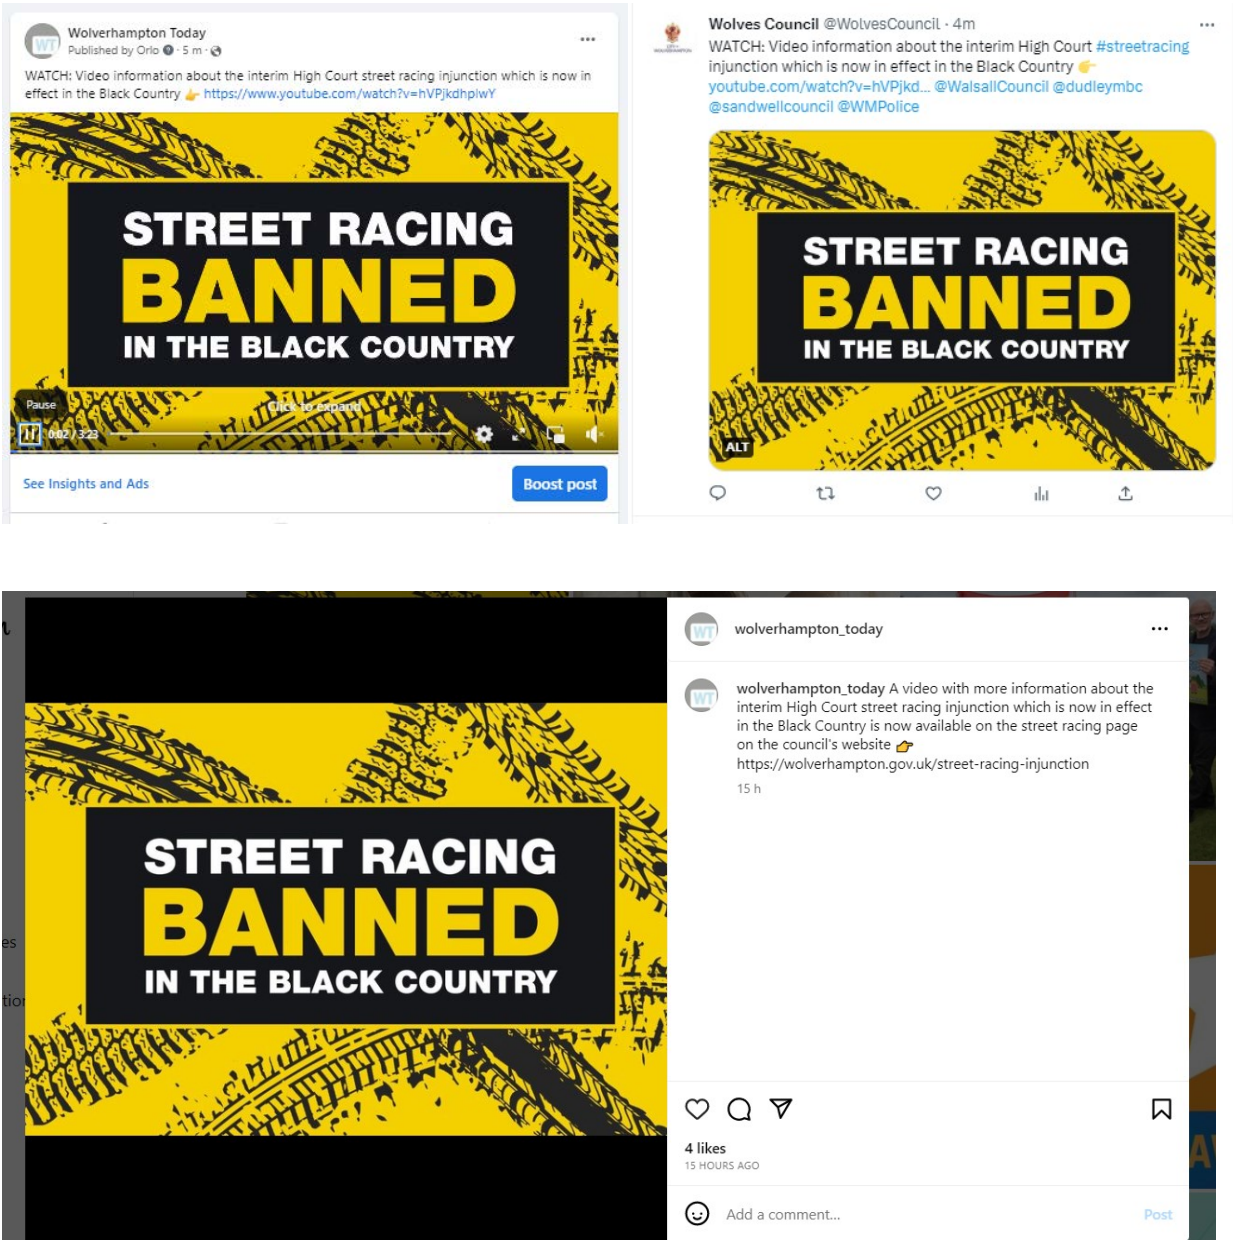 WT
Wolverhampton Today
Published by Orlo · 5 m ·
WATCH: Video information about the interim High Court street racing injunction which is now in
effect in the Black Country 👉 https://www.youtube.com/watch?v=hVPjkdhpiwY
STREET RACING
BANNED
IN THE BLACK COUNTRY
Pause
Click to expand
0:02 / 3:23
See Insights and Ads
Boost post
Wolves Council @WolvesCouncil · 4m
WATCH: Video information about the interim High Court #streetracing
injunction which is now in effect in the Black Country 👉
youtube.com/watch?v=hVPjkd... @WalsallCouncil @dudleymbc
@sandwellcouncil @WMPolice
STREET RACING
BANNED
IN THE BLACK COUNTRY
ALT
STREET RACING
BANNED
IN THE BLACK COUNTRY
WT
wolverhampton_today
WT
wolverhampton_today A video with more information about the
interim High Court street racing injunction which is now in effect
in the Black Country is now available on the street racing page
on the council's website 👉
https://wolverhampton.gov.uk/street-racing-injunction
15 h
4 likes
15 HOURS AGO
Add a comment...
Post